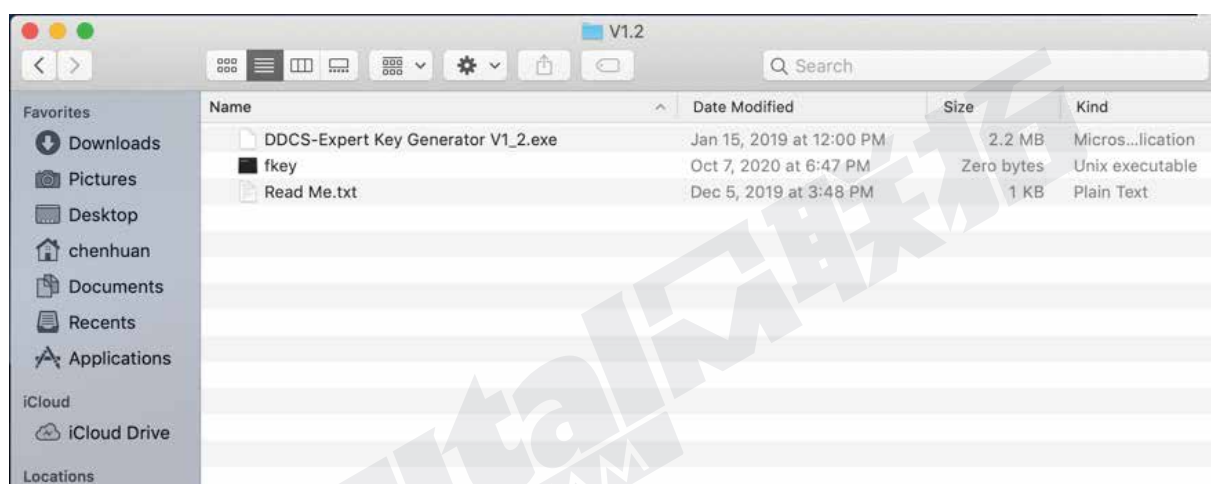 V1.2
Search
Favorites
Downloads
Pictures
Desktop
chenhuan
Documents
Recents
Applications
iCloud
iCloud Drive
Locations
Name Date Modified Size Kind
DDCS-Expert Key Generator V1_2.exe Jan 15, 2019 at 12:00 PM 2.2 MB Micros...lication
fkey Oct 7, 2020 at 6:47 PM Zero bytes Unix executable
Read Me.txt Dec 5, 2019 at 3:48 PM 1 KB Plain Text